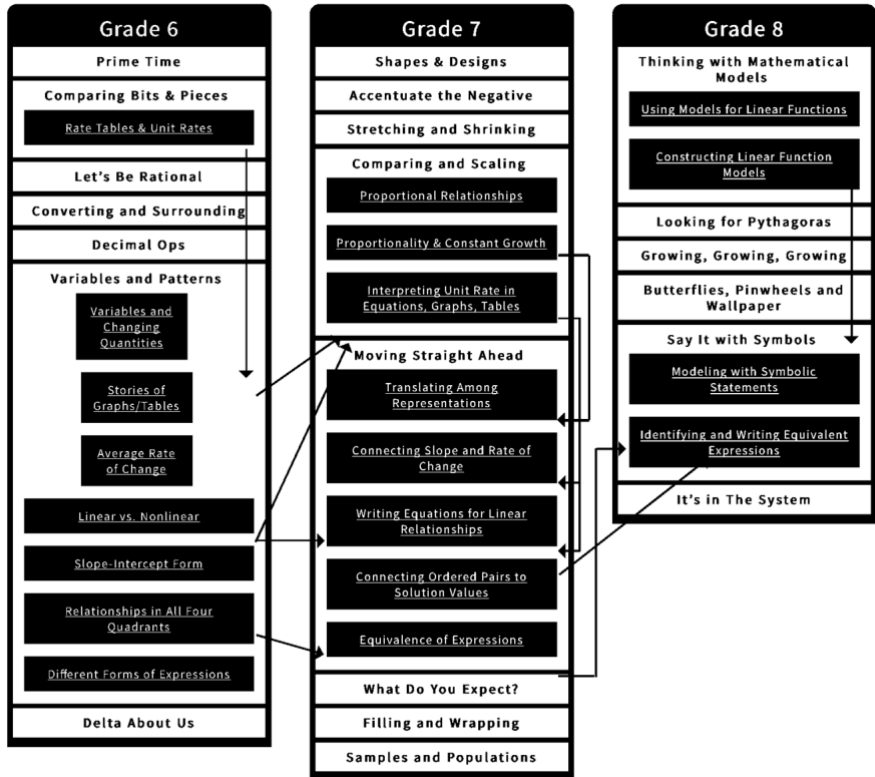 Grade 6
Prime Time
Comparing Bits & Pieces
Rate Tables & Unit Rates
Let's Be Rational
Converting and Surrounding
Decimal Ops
Variables and Patterns
Variables and
Changing
Quantities
Stories of
Graphs/Tables
Average Rate
of Change
Linear vs. Nonlinear
Slope-Intercept Form
Relationships in All Four
Quadrants
Different Forms of Expressions
Delta About Us
Grade 7
Shapes & Designs
Accentuate the Negative
Stretching and Shrinking
Comparing and Scaling
Proportional Relationships
Proportionality & Constant Growth
Interpreting Unit Rate in
Equations, Graphs, Tables
Moving Straight Ahead
Translating Among
Representations
Connecting Slope and Rate of
Change
Writing Equations for Linear
Relationships
Connecting Ordered Pairs to
Solution Values
Equivalence of Expressions
What Do You Expect?
Filling and Wrapping
Samples and Populations
Grade 8
Thinking with Mathematical
Models
Using Models for Linear Functions
Constructing Linear Function
Models
Looking for Pythagoras
Growing, Growing, Growing
Butterflies, Pinwheels and
Wallpaper
Say It with Symbols
Modeling with Symbolic
Statements
Identifying and Writing Equivalent
Expressions
It's in The System